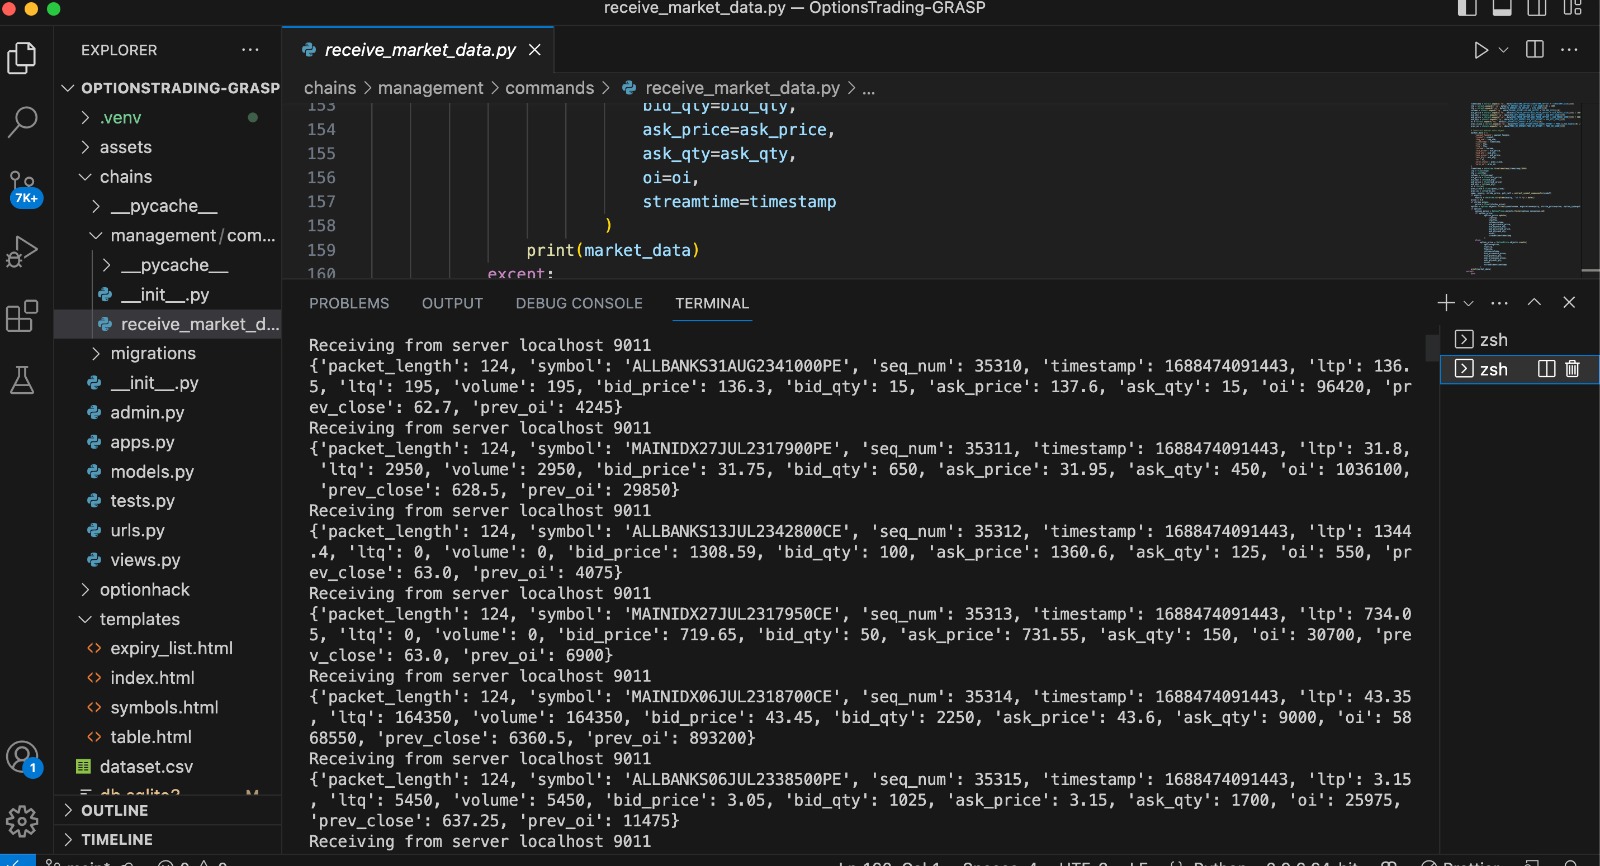 receive_market_data.py — OptionsTrading-GRASP
EXPLORER
OPTIONSTRADING-GRASP
.venv
assets
chains
__pycache__
management/com...
__pycache__
__init__.py
receive_market_d...
migrations
__init__.py
admin.py
apps.py
models.py
tests.py
urls.py
views.py
optionhack
templates
expiry_list.html
index.html
symbols.html
table.html
dataset.csv
db.sqlite3 M
OUTLINE
TIMELINE
7K+
1
receive_market_data.py
chains > management > commands > receive_market_data.py > ...
153 bid_qty=bid_qty,
154 ask_price=ask_price,
155 ask_qty=ask_qty,
156 oi=oi,
157 streamtime=timestamp
158 )
159 print(market_data)
160 except:
PROBLEMS OUTPUT DEBUG CONSOLE TERMINAL
zsh
zsh
Receiving from server localhost 9011
{'packet_length': 124, 'symbol': 'ALLBANKS31AUG2341000PE', 'seq_num': 35310, 'timestamp': 1688474091443, 'ltp': 136.
5, 'ltq': 195, 'volume': 195, 'bid_price': 136.3, 'bid_qty': 15, 'ask_price': 137.6, 'ask_qty': 15, 'oi': 96420, 'pr
ev_close': 62.7, 'prev_oi': 4245}
Receiving from server localhost 9011
{'packet_length': 124, 'symbol': 'MAINIDX27JUL2317900PE', 'seq_num': 35311, 'timestamp': 1688474091443, 'ltp': 31.8,
'ltq': 2950, 'volume': 2950, 'bid_price': 31.75, 'bid_qty': 650, 'ask_price': 31.95, 'ask_qty': 450, 'oi': 1036100,
'prev_close': 628.5, 'prev_oi': 29850}
Receiving from server localhost 9011
{'packet_length': 124, 'symbol': 'ALLBANKS13JUL2342800CE', 'seq_num': 35312, 'timestamp': 1688474091443, 'ltp': 1344
.4, 'ltq': 0, 'volume': 0, 'bid_price': 1308.59, 'bid_qty': 100, 'ask_price': 1360.6, 'ask_qty': 125, 'oi': 550, 'pr
ev_close': 63.0, 'prev_oi': 4075}
Receiving from server localhost 9011
{'packet_length': 124, 'symbol': 'MAINIDX27JUL2317950CE', 'seq_num': 35313, 'timestamp': 1688474091443, 'ltp': 734.0
5, 'ltq': 0, 'volume': 0, 'bid_price': 719.65, 'bid_qty': 50, 'ask_price': 731.55, 'ask_qty': 150, 'oi': 30700, 'pre
v_close': 63.0, 'prev_oi': 6900}
Receiving from server localhost 9011
{'packet_length': 124, 'symbol': 'MAINIDX06JUL2318700CE', 'seq_num': 35314, 'timestamp': 1688474091443, 'ltp': 43.35
, 'ltq': 164350, 'volume': 164350, 'bid_price': 43.45, 'bid_qty': 2250, 'ask_price': 43.6, 'ask_qty': 9000, 'oi': 58
68550, 'prev_close': 6360.5, 'prev_oi': 893200}
Receiving from server localhost 9011
{'packet_length': 124, 'symbol': 'ALLBANKS06JUL2338500PE', 'seq_num': 35315, 'timestamp': 1688474091443, 'ltp': 3.15
, 'ltq': 5450, 'volume': 5450, 'bid_price': 3.05, 'bid_qty': 1025, 'ask_price': 3.15, 'ask_qty': 1700, 'oi': 25975,
'prev_close': 637.25, 'prev_oi': 11475}
Receiving from server localhost 9011